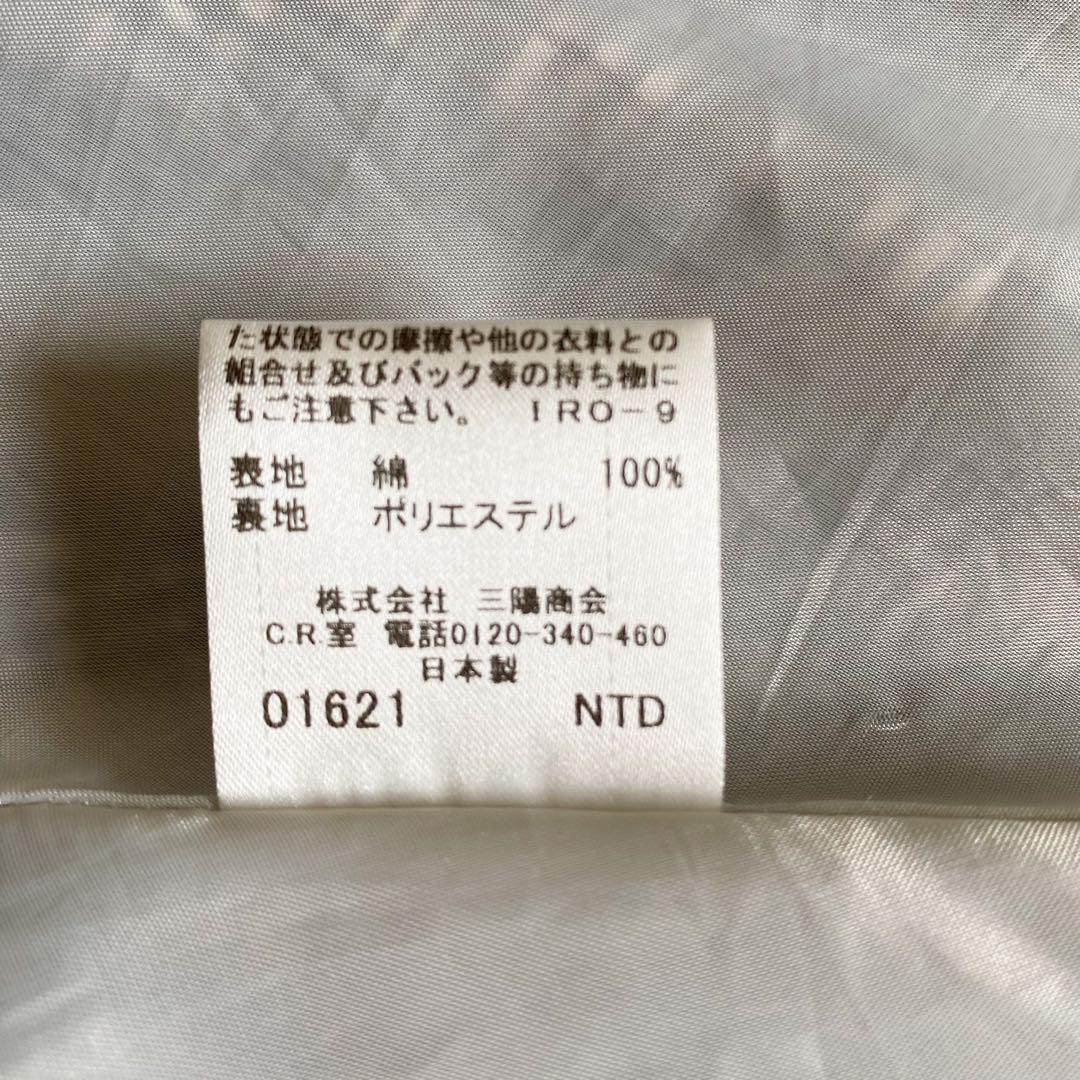 た状態での摩擦や他の衣料との
組合せ及びバック等の持ち物に
もご注意下さい。 IRO-9
表地 綿 100%
裏地 ポリエステル
株式会社 三陽商会
C.R.室 電話0120-340-460
日本製
01621 NTD